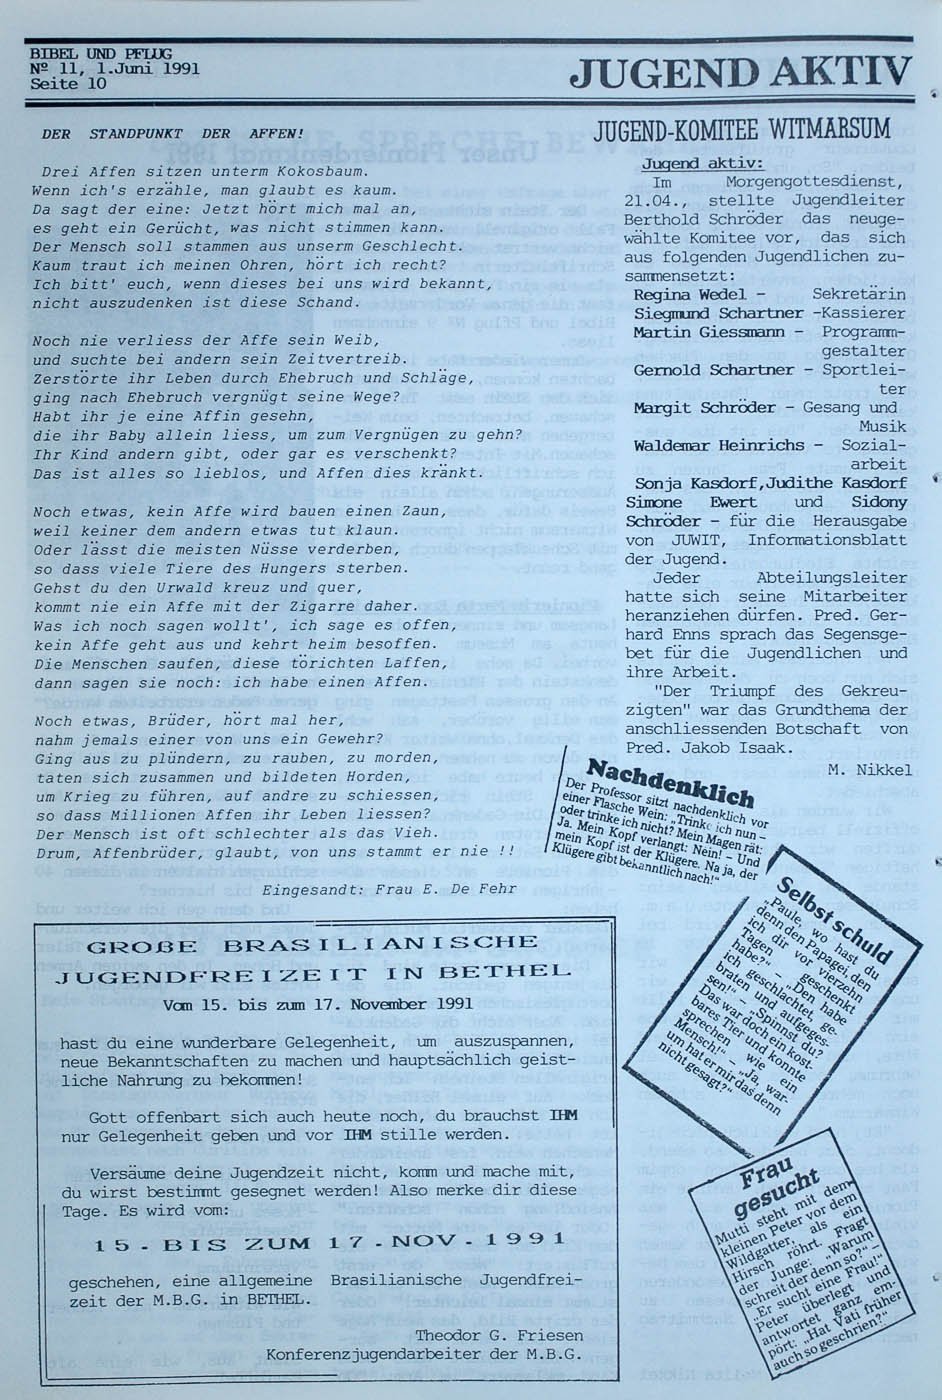 BIBEL UND PFLUG
Nº 11, 1.Juni 1991
Seite 10
JUGEND AKTIV
DER STANDPUNKT DER AFFEN!
Drei Affen sitzen unterm Kokosbaum.
Wenn ich's erzähle, man glaubt es kaum.
Da sagt der eine: Jetzt hört mich mal an,
es geht ein Gerücht, was nicht stimmen kann.
Der Mensch soll stammen aus unserm Geschlecht.
Kaum traut ich meinen Ohren, hört ich recht?
Ich bitt' euch, wenn dieses bei uns wird bekannt,
nicht auszudenken ist diese Schand.
Noch nie verliess der Affe sein Weib,
und suchte bei andern sein Zeitvertreib.
Zerstörte ihr Leben durch Ehebruch und Schläge,
ging nach Ehebruch vergnügt seine Wege?
Habt ihr je eine Affin gesehn,
die ihr Baby allein liess, um zum Vergnügen zu gehn?
Ihr Kind andern gibt, oder gar es verschenkt?
Das ist alles so lieblos, und Affen dies kränkt.
Noch etwas, kein Affe wird bauen einen Zaun,
weil keiner dem andern etwas tut klaun.
Oder lässt die meisten Nüsse verderben,
so dass viele Tiere des Hungers sterben.
Gehst du den Urwald kreuz und quer,
kommt nie ein Affe mit der Zigarre daher.
Was ich noch sagen wollt', ich sage es offen,
kein Affe geht aus und kehrt heim besoffen.
Die Menschen saufen, diese törichten Laffen,
dann sagen sie noch: ich habe einen Affen.
Noch etwas, Brüder, hört mal her,
nahm jemals einer von uns ein Gewehr?
Ging aus zu plündern, zu rauben, zu morden,
taten sich zusammen und bildeten Horden,
um Krieg zu führen, auf andre zu schiessen,
so dass Millionen Affen ihr Leben liessen?
Der Mensch ist oft schlechter als das Vieh.
Drum, Affenbrüder, glaubt, von uns stammt er nie !!
Eingesandt: Frau E. De Fehr
GROßE BRASILIANISCHE
JUGENDFREIZEIT IN BETHEL
Vom 15. bis zum 17. November 1991
hast du eine wunderbare Gelegenheit, um auszuspannen,
neue Bekanntschaften zu machen und hauptsächlich geist-
liche Nahrung zu bekommen!
Gott offenbart sich auch heute noch, du brauchst IHM
nur Gelegenheit geben und vor IHM stille werden.
Versäume deine Jugendzeit nicht, komm und mache mit,
du wirst bestimmt gesegnet werden! Also merke dir diese
Tage. Es wird vom:
15 - BIS ZUM 17 - NOV - 1991
geschehen, eine allgemeine Brasilianische Jugendfrei-
zeit der M.B.G. in BETHEL.
Theodor G. Friesen
Konferenzjugendarbeiter der M.B.G.
JUGEND-KOMITEE WITMARSUM
Jugend aktiv:
Im Morgengottesdienst,
21.04., stellte Jugendleiter
Berthold Schröder das neuge-
wählte Komitee vor, das sich
aus folgenden Jugendlichen zu-
sammensetzt:
Regina Wedel - Sekretärin
Siegmund Schartner -Kassierer
Martin Giessmann - Programm-
gestalter
Gernold Schartner - Sportlei-
ter
Margit Schröder - Gesang und
Musik
Waldemar Heinrichs - Sozial-
arbeit
Sonja Kasdorf,Judithe Kasdorf
Simone Ewert und Sidony
Schröder - für die Herausgabe
von JUWIT, Informationsblatt
der Jugend.
Jeder Abteilungsleiter
hatte sich seine Mitarbeiter
heranziehen dürfen. Pred. Ger-
hard Enns sprach das Segensge-
bet für die Jugendlichen und
ihre Arbeit.
"Der Triumpf des Gekreu-
zigten" war das Grundthema der
anschliessenden Botschaft von
Pred. Jakob Isaak.
M. Nikkel
Nachdenklich
Der Professor sitzt nachdenklich vor
einer Flasche Wein: „Trinke ich nun –
oder trinke ich nicht? Mein Magen rät:
Ja. Mein Kopf verlangt: Nein! – Und
mein Kopf ist der Klügere. Na ja, der
Klügere gibt bekanntlich nach!"
Selbst schuld
„Paule, wo hast du
denn den Papagei, den
ich dir vor vierzehn
Tagen geschenkt
habe?" – „Den habe
ich geschlachtet, ge-
braten und aufgeges-
sen!" – „Spinnst du?
Das war doch ein kost-
bares Tier und konnte
sprechen wie ein
Mensch!" – „Ja, war-
um hat er mir das denn
nicht gesagt?"
Frau
gesucht
Mutti steht mit dem
kleinen Peter vor dem
Wildgatter, als ein
Hirsch röhrt. Fragt
der Junge: „Warum
schreit der denn so?" –
„Er sucht eine Frau!" –
Peter überlegt und
antwortet ganz em-
pört: „Hat Vati früher
auch so geschrien?"